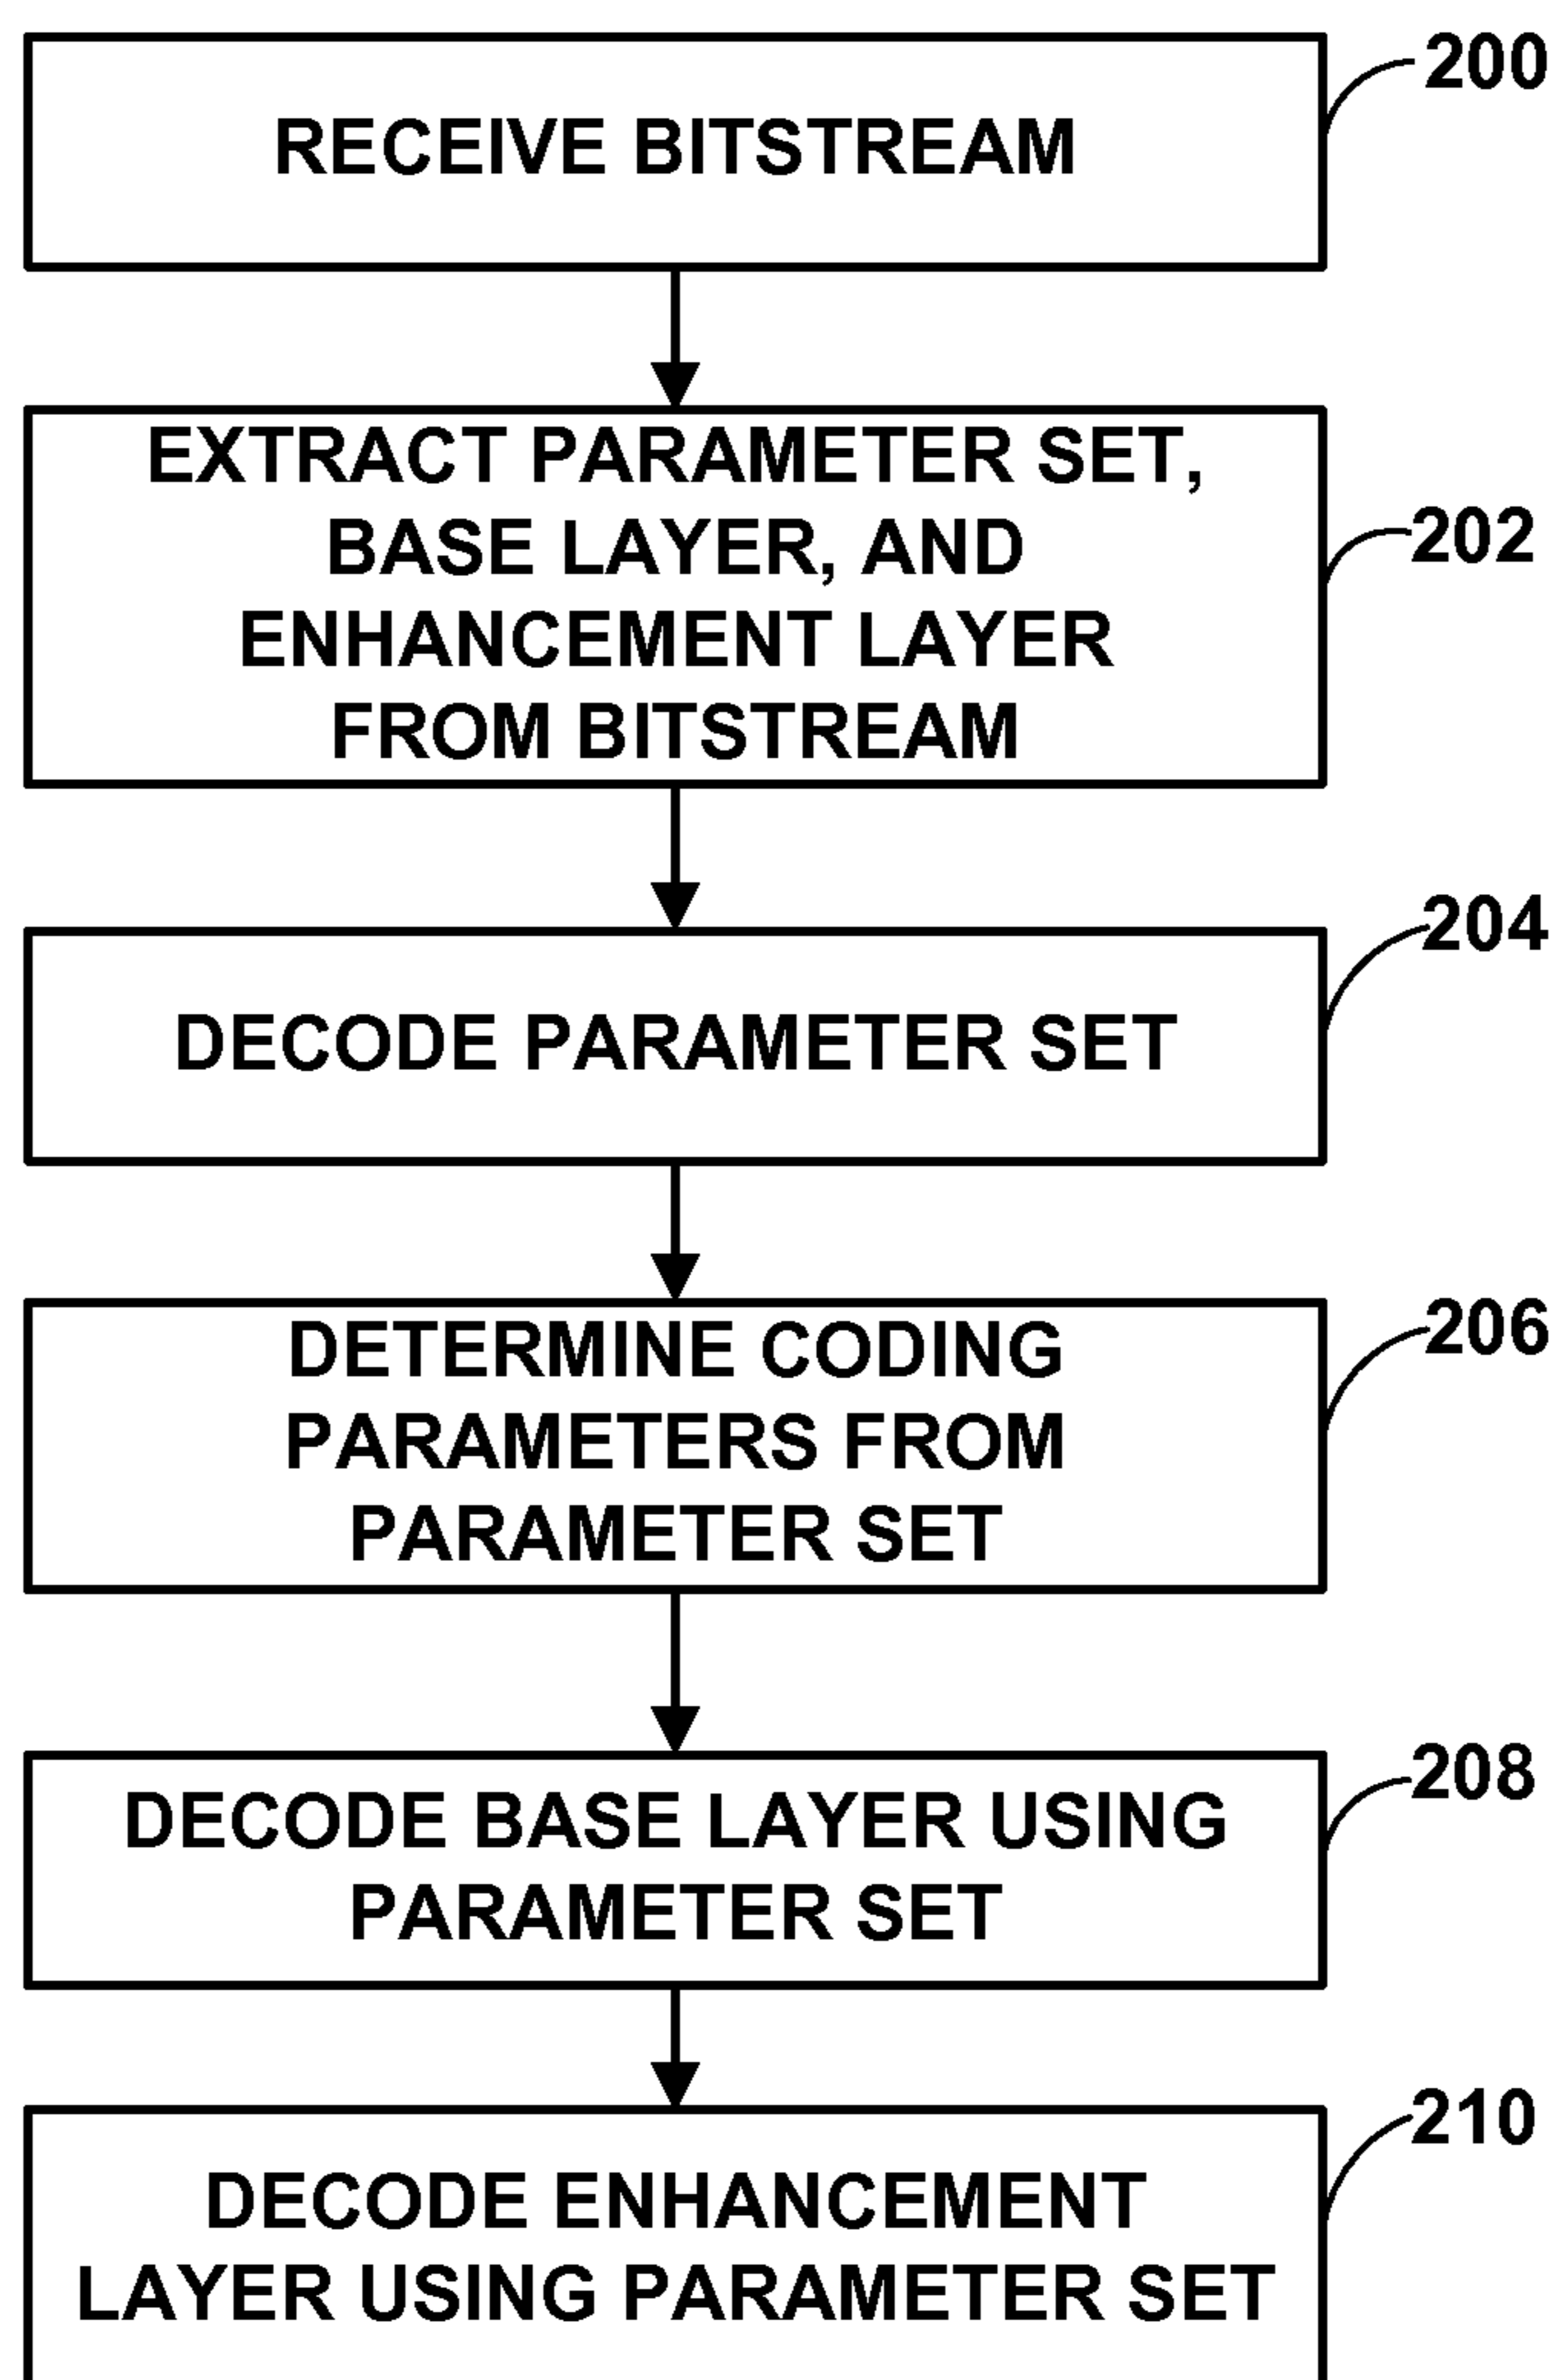 200
RECEIVE BITSTREAM
EXTRACT PARAMETER SET,
BASE LAYER, AND
202
ENHANCEMENT LAYER
FROM BITSTREAM
204
DECODE PARAMETER SET
206
DETERMINE CODING
PARAMETERS FROM
PARAMETER SET
208
DECODE BASE LAYER USING
PARAMETER SET
210
DECODE ENHANCEMENT
LAYER USING PARAMETER SET